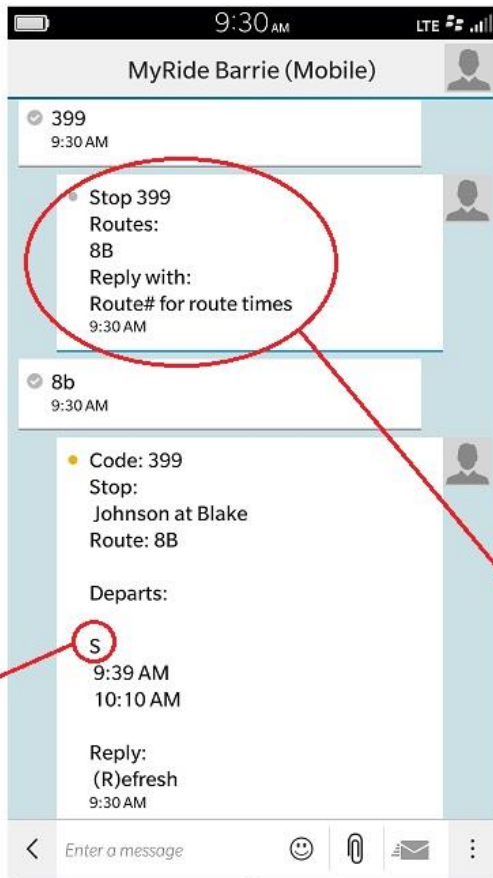 9:30 AM
LTE
MyRide Barrie (Mobile)
399
9:30 AM
Stop 399
Routes:
8B
Reply with:
Route# for route times
9:30 AM
8b
9:30 AM
Code: 399
Stop:
Johnson at Blake
Route: 8B
Departs:
S
9:39 AM
10:10 AM
Reply:
(R)efresh
9:30 AM
Enter a message